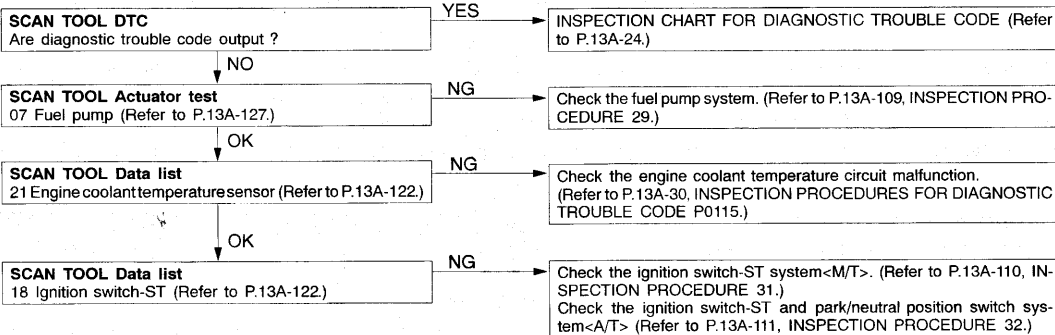 SCAN TOOL DTC
Are diagnostic trouble code output ?
YES
INSPECTION CHART FOR DIAGNOSTIC TROUBLE CODE (Refer
to P.13A-24.)
NO
SCAN TOOL Actuator test
07 Fuel pump (Refer to P.13A-127.)
NG
Check the fuel pump system. (Refer to P.13A-109, INSPECTION PRO-
CEDURE 29.)
OK
SCAN TOOL Data list
21 Engine coolant temperature sensor (Refer to P.13A-122.)
NG
Check the engine coolant temperature circuit malfunction.
(Refer to P.13A-30, INSPECTION PROCEDURES FOR DIAGNOSTIC
TROUBLE CODE P0115.)
OK
SCAN TOOL Data list
18 Ignition switch-ST (Refer to P.13A-122.)
NG
Check the ignition switch-ST system<M/T>. (Refer to P.13A-110, IN-
SPECTION PROCEDURE 31.)
Check the ignition switch-ST and park/neutral position switch sys-
tem<A/T> (Refer to P.13A-111, INSPECTION PROCEDURE 32.)